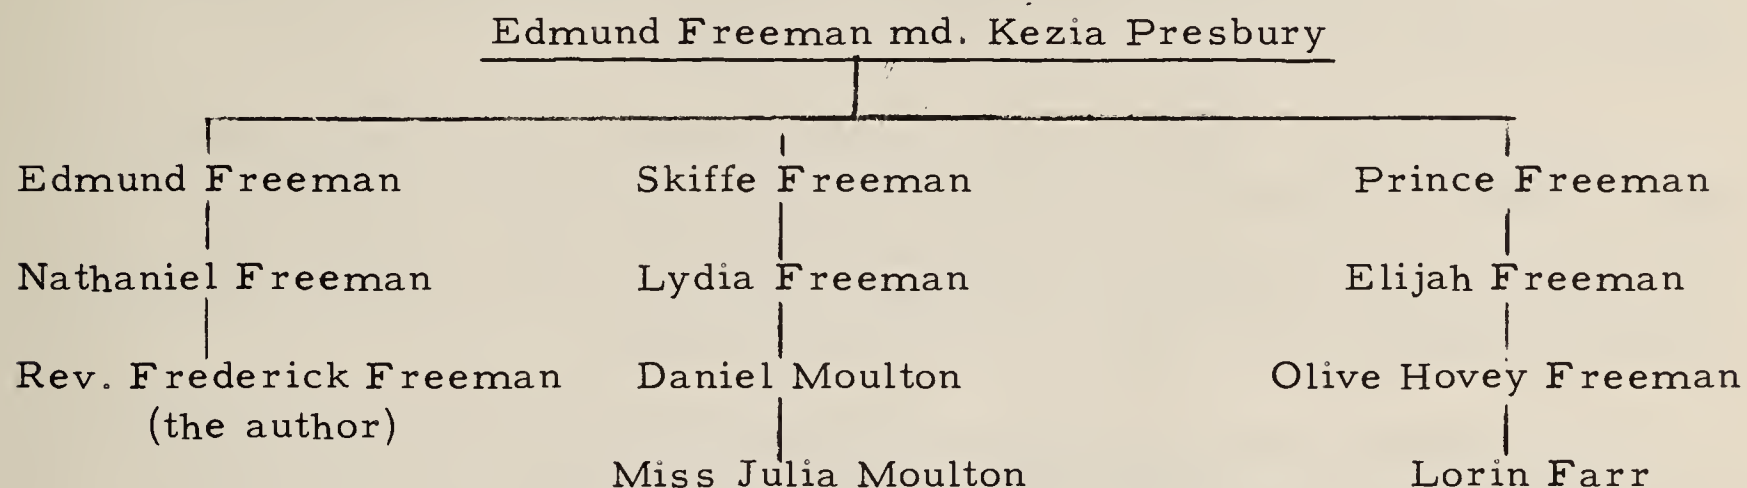 Edmund Freeman md. Kezia Presbury
Edmund Freeman Skiffe Freeman Prince Freeman
Nathaniel Freeman Lydia Freeman Elijah Freeman
Rev. Frederick Freeman Daniel Moulton Olive Hovey Freeman
(the author)
Miss Julia Moulton Lorin Farr